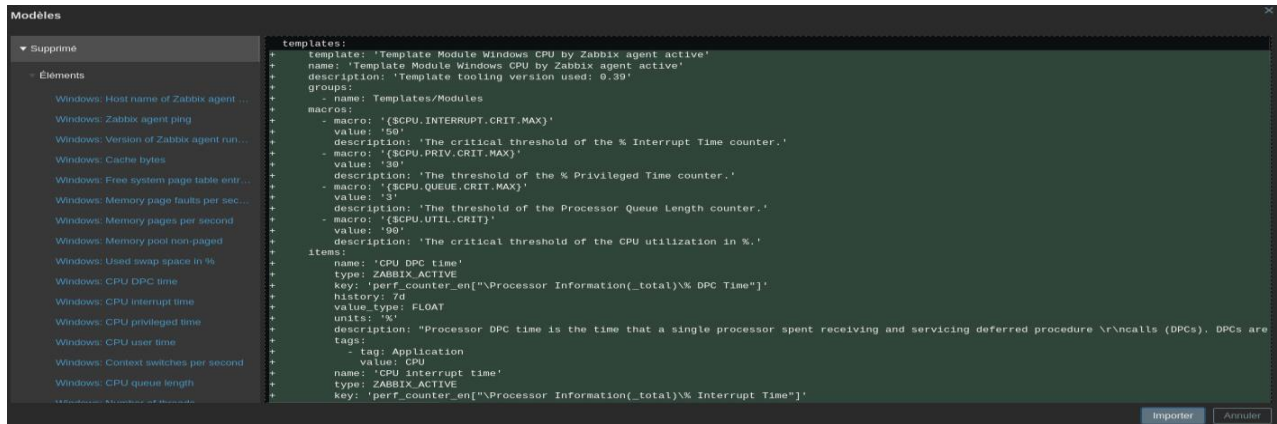 Modèles
▼ Supprimé
Éléments
Windows: Host name of Zabbix agent ...
Windows: Zabbix agent ping
Windows: Version of Zabbix agent run...
Windows: Cache bytes
Windows: Free system page table entr...
Windows: Memory page faults per sec...
Windows: Memory pages per second
Windows: Memory pool non-paged
Windows: Used swap space in %
Windows: CPU DPC time
Windows: CPU interrupt time
Windows: CPU privileged time
Windows: CPU user time
Windows: Context switches per second
Windows: CPU queue length
Windows: Number of threads
templates:
+ template: 'Template Module Windows CPU by Zabbix agent active'
+ name: 'Template Module Windows CPU by Zabbix agent active'
+ description: 'Template tooling version used: 0.39'
+ groups:
+ - name: Templates/Modules
+ macros:
+ - macro: '{$CPU.INTERRUPT.CRIT.MAX}'
+ value: '50'
+ description: 'The critical threshold of the % Interrupt Time counter.'
+ - macro: '{$CPU.PRIV.CRIT.MAX}'
+ value: '30'
+ description: 'The threshold of the % Privileged Time counter.'
+ - macro: '{$CPU.QUEUE.CRIT.MAX}'
+ value: '3'
+ description: 'The threshold of the Processor Queue Length counter.'
+ - macro: '{$CPU.UTIL.CRIT}'
+ value: '90'
+ description: 'The critical threshold of the CPU utilization in %.'
+ items:
+ name: 'CPU DPC time'
+ type: ZABBIX_ACTIVE
+ key: 'perf_counter_en["\Processor Information(_total)\% DPC Time"]'
+ history: 7d
+ value_type: FLOAT
+ units: '%'
+ description: "Processor DPC time is the time that a single processor spent receiving and servicing deferred procedure \r\ncalls (DPCs). DPCs are
+ tags:
+ - tag: Application
+ value: CPU
+ name: 'CPU interrupt time'
+ type: ZABBIX_ACTIVE
+ key: 'perf_counter_en["\Processor Information(_total)\% Interrupt Time"]'
Importer
Annuler